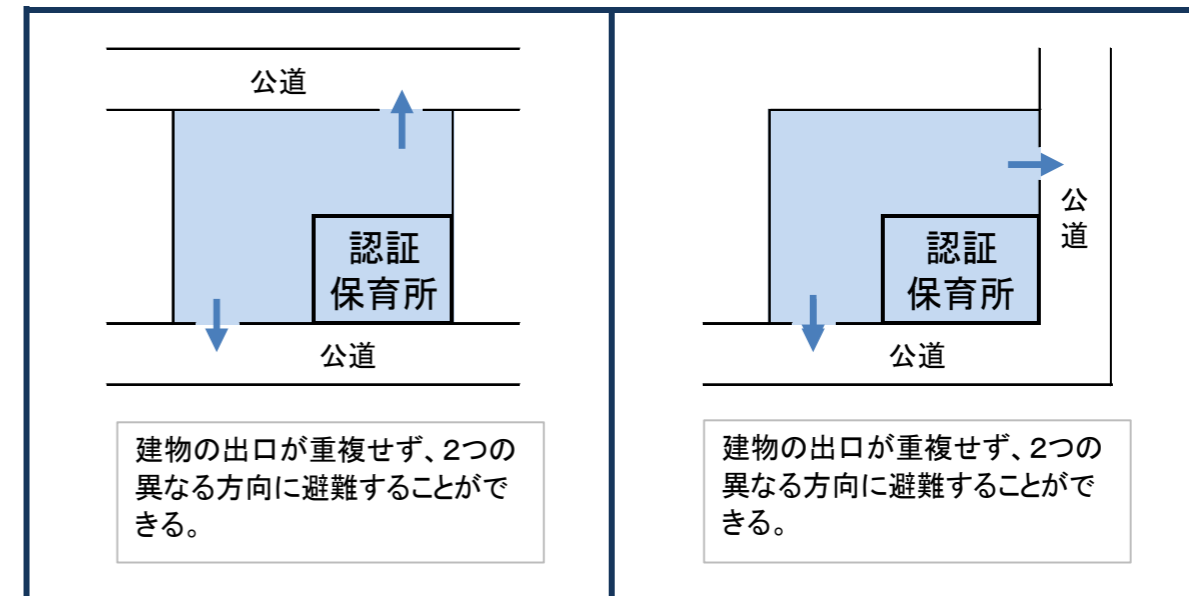 公道
認証
保育所
公道
建物の出口が重複せず、2つの
異なる方向に避難することがで
きる。
公
道
認証
保育所
公道
建物の出口が重複せず、2つの
異なる方向に避難することがで
きる。